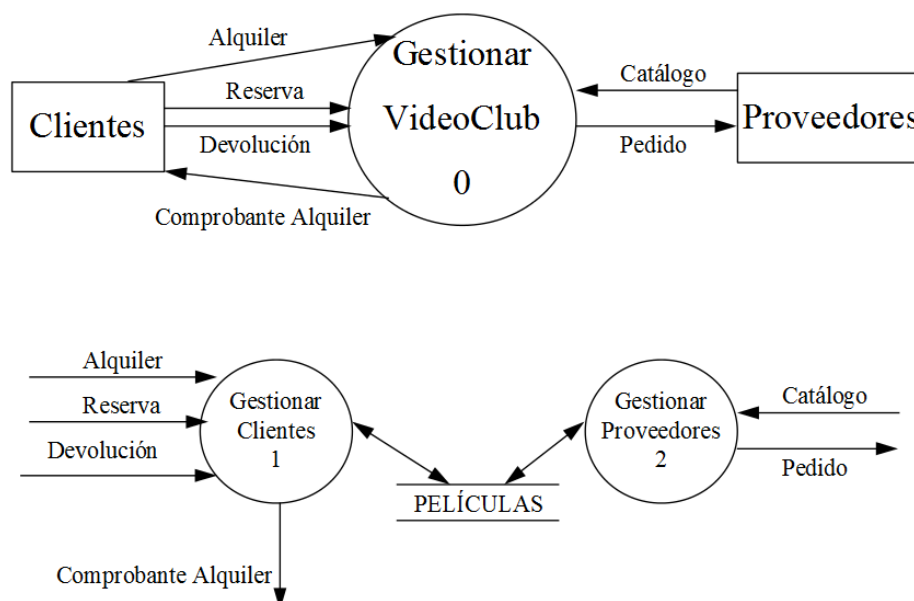 Alquiler
Gestionar
VideoClub
0
Clientes
Reserva
Devolución
Comprobante Alquiler
Catálogo
Pedido
Proveedores
Alquiler
Reserva
Devolución
Gestionar
Clientes
1
Comprobante Alquiler
PELÍCULAS
Gestionar
Proveedores
2
Catálogo
Pedido